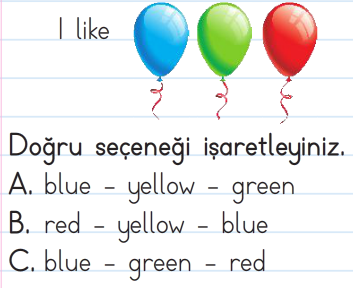 I like
Doğru seçeneği işaretleyiniz.
A. blue - yellow - green
B. red - yellow - blue
C. blue - green - red